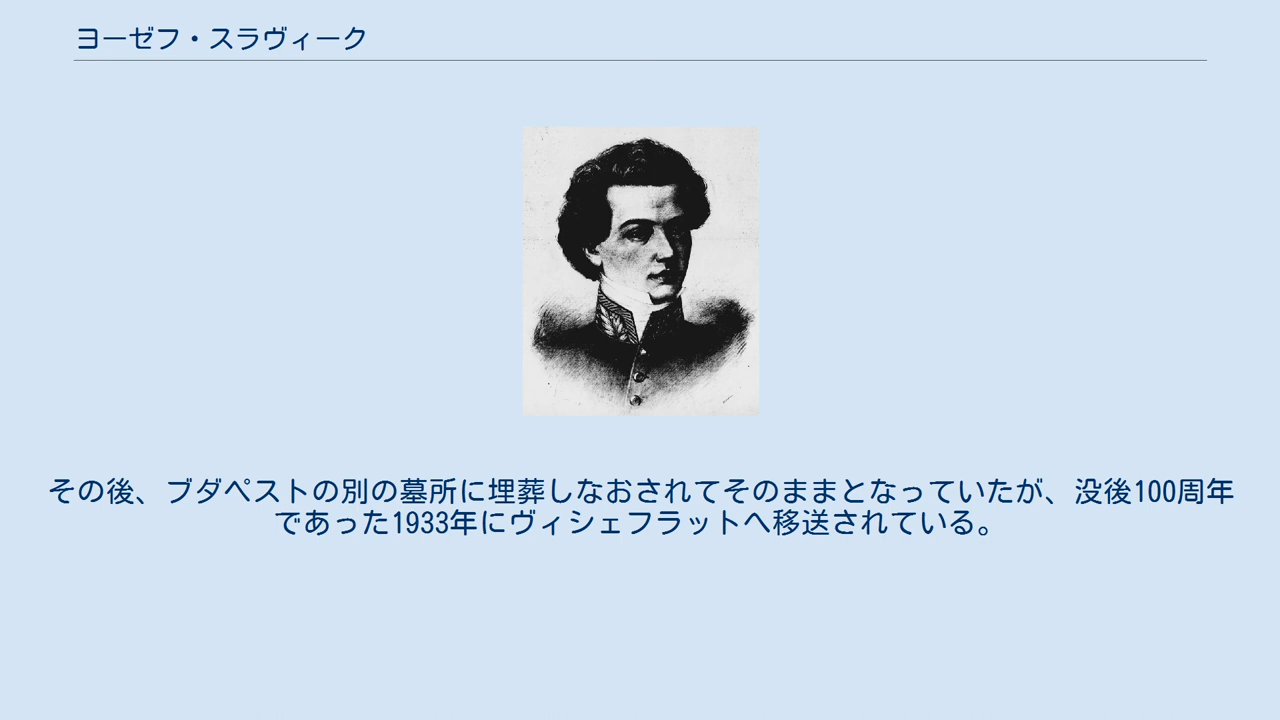 ヨーゼフ・スラヴィーク
その後、ブダペストの別の墓所に埋葬しなおされてそのままとなっていたが、没後100周年
であった1933年にヴィシェフラットへ移送されている。